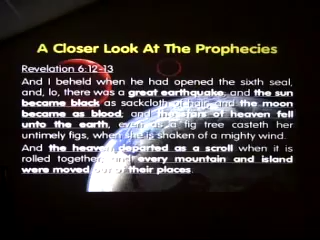 A Closer Look At The Prophecies
Revelation 6:12-13
And I beheld when he had opened the sixth seal,
and, lo, there was a great earthquake; and the sun
became black as sackcloth of hair, and the moon
became as blood; and the stars of heaven fell
unto the earth, even as a fig tree casteth her
untimely figs, when she is shaken of a mighty wind.
And the heaven departed as a scroll when it is
rolled together; and every mountain and island
were moved out of their places.